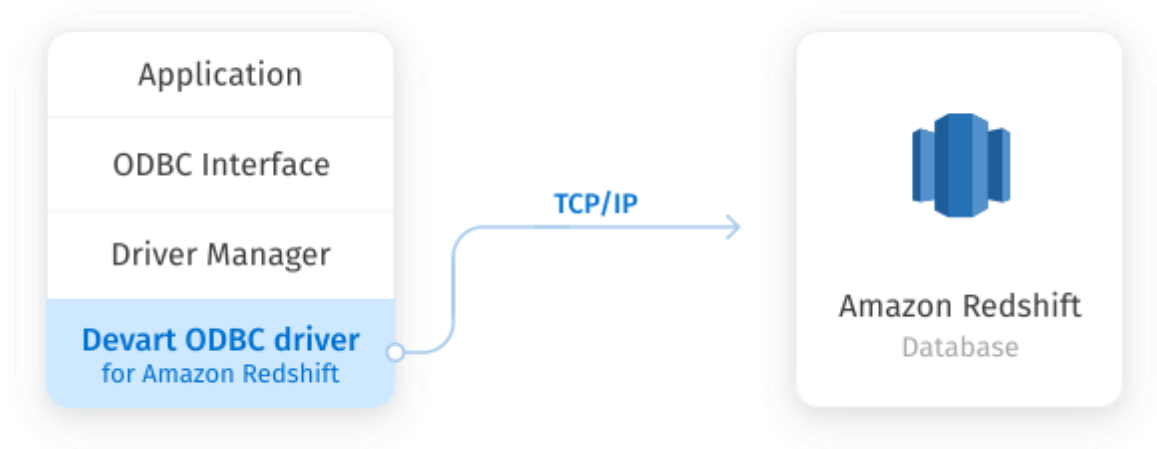 Application
ODBC Interface
Driver Manager
Devart ODBC driver
for Amazon Redshift
TCP/IP
Amazon Redshift
Database